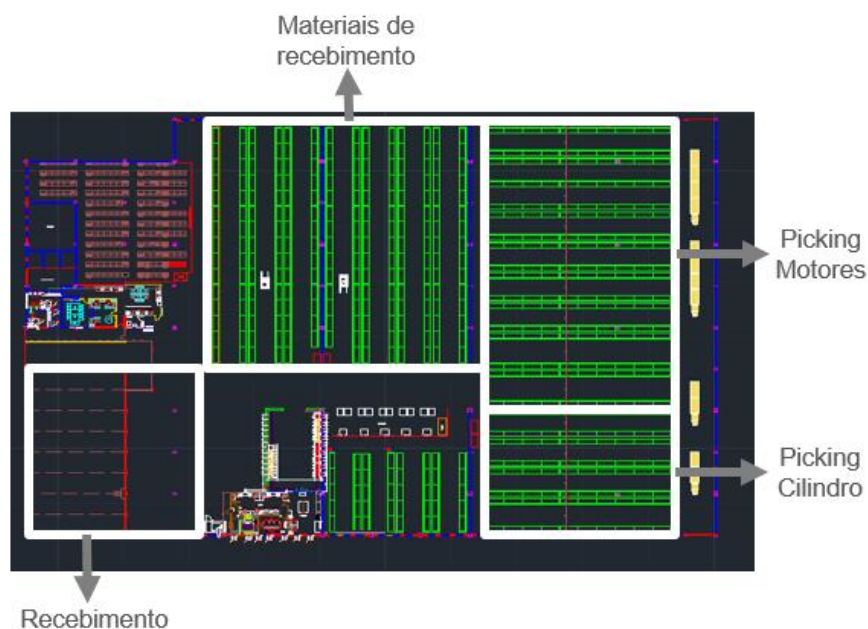 Materiais de
recebimento
Picking
Motores
Picking
Cilindro
Recebimento